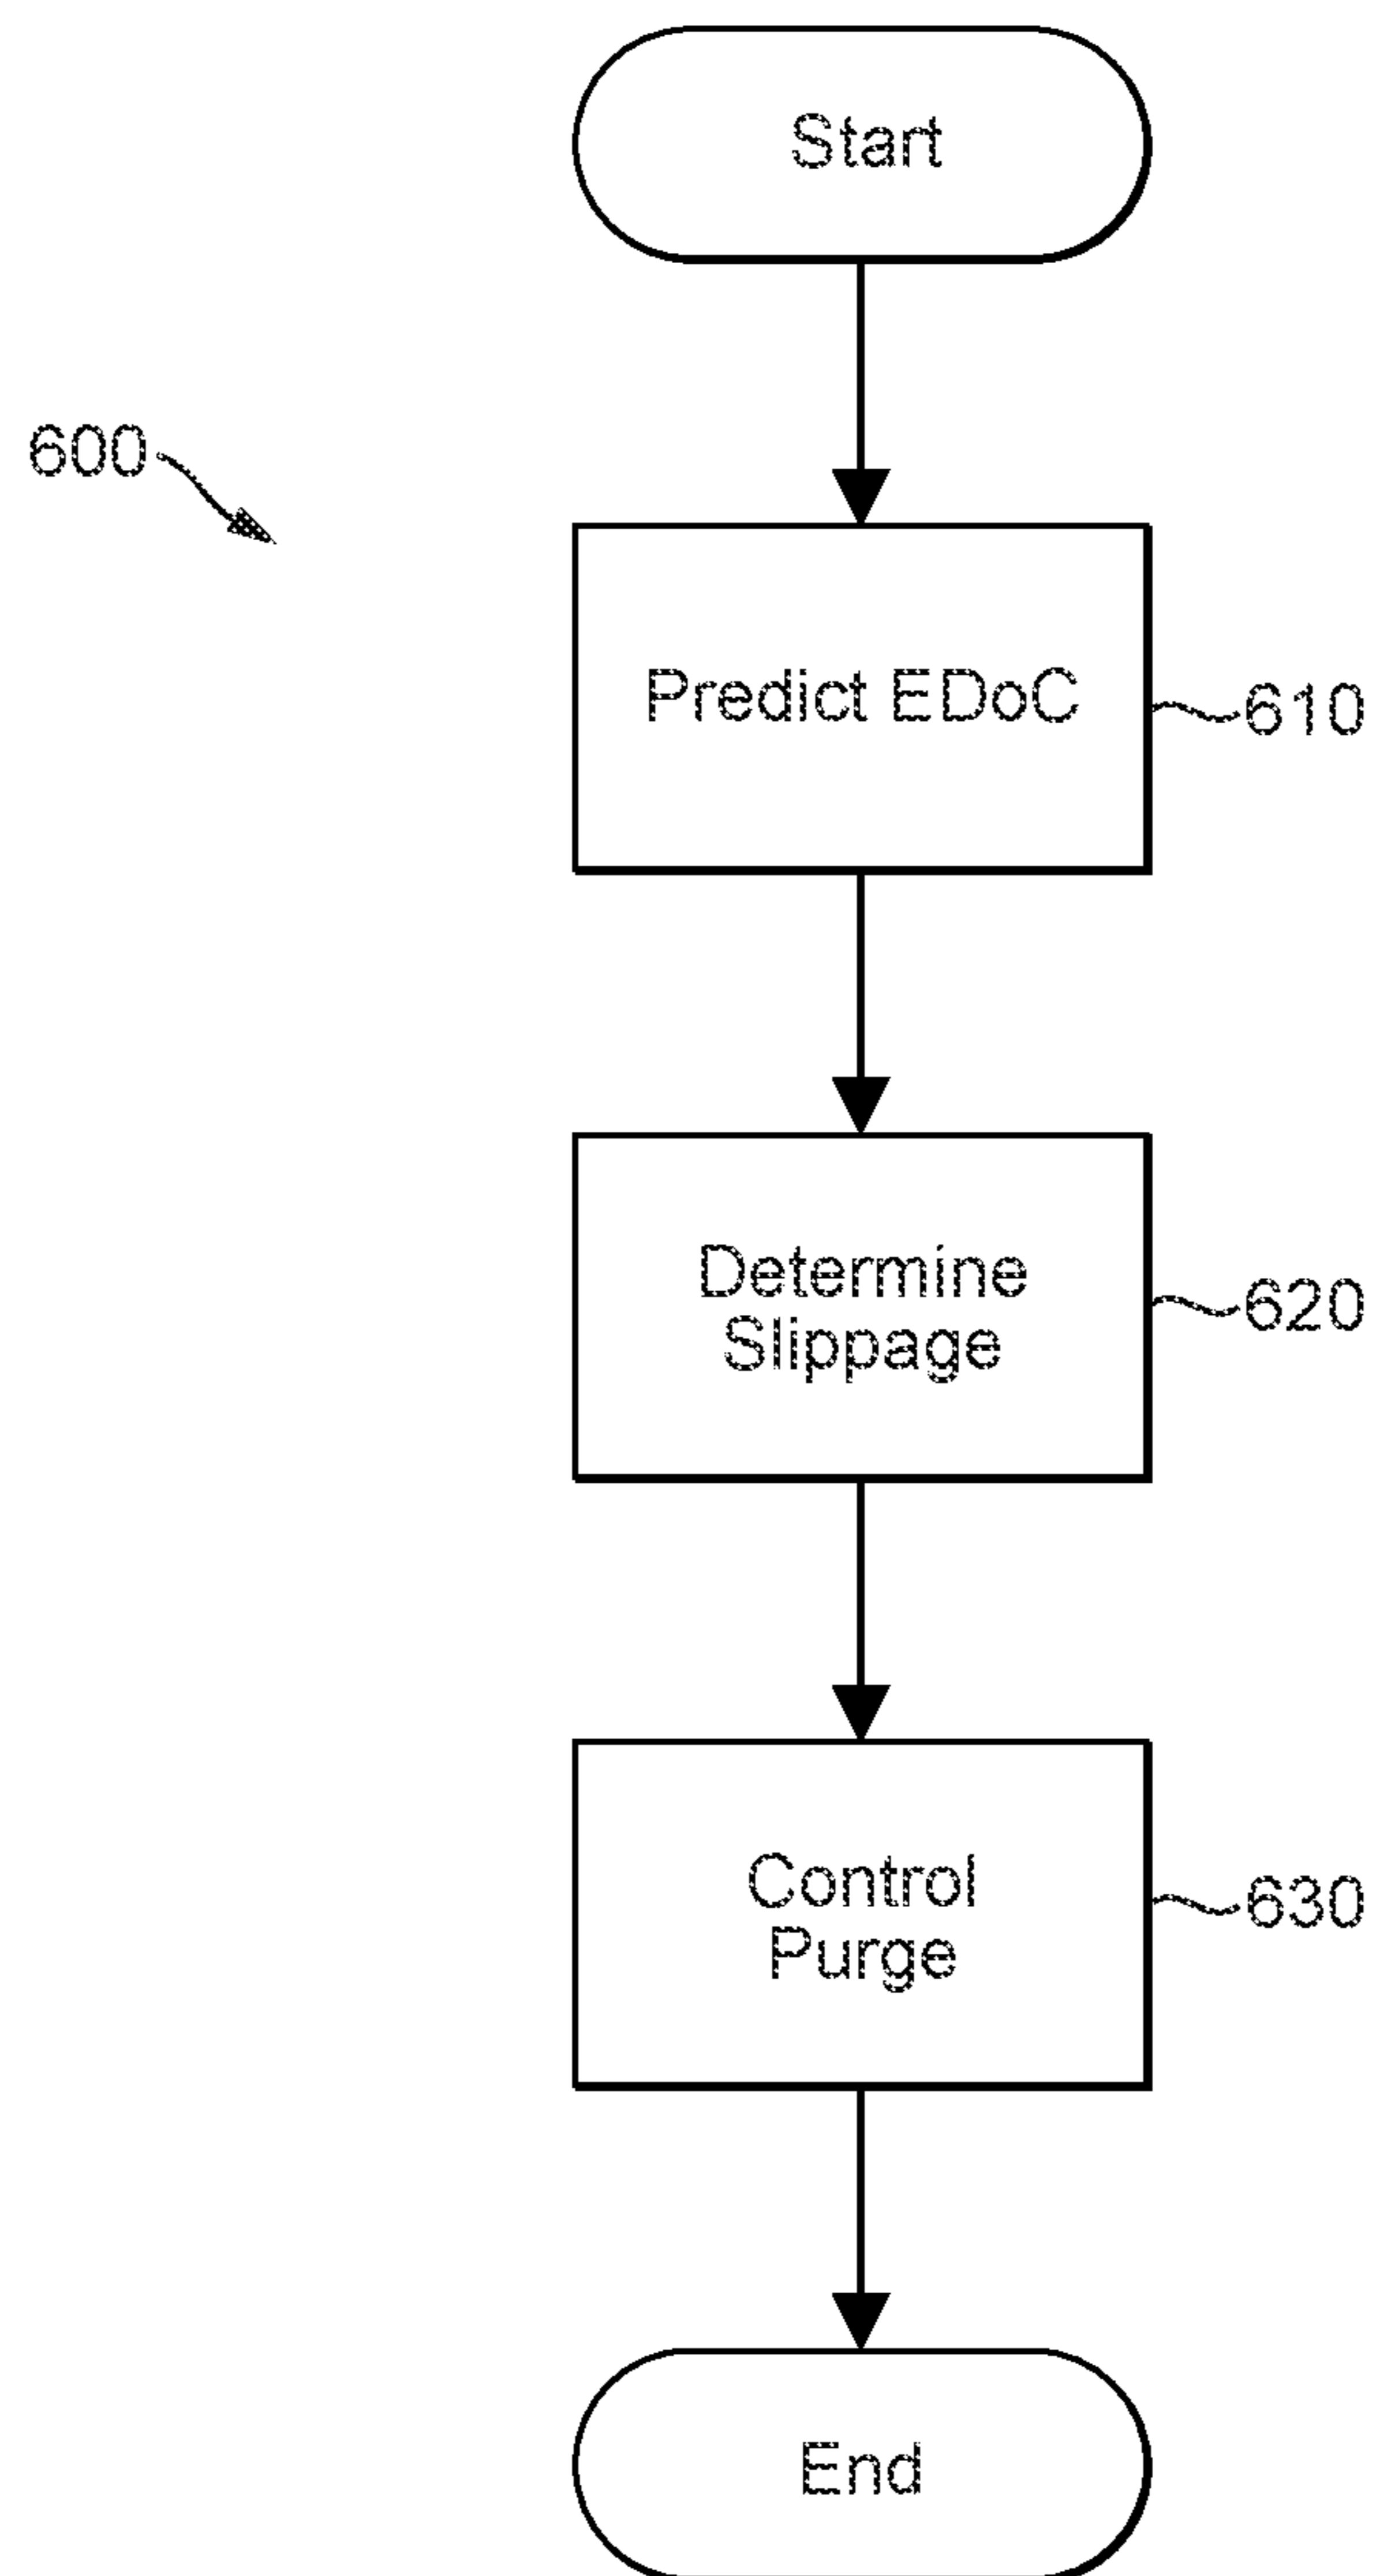 Start
600
Predict EDoC
610
Determine
Slippage
620
Control
Purge
630
End